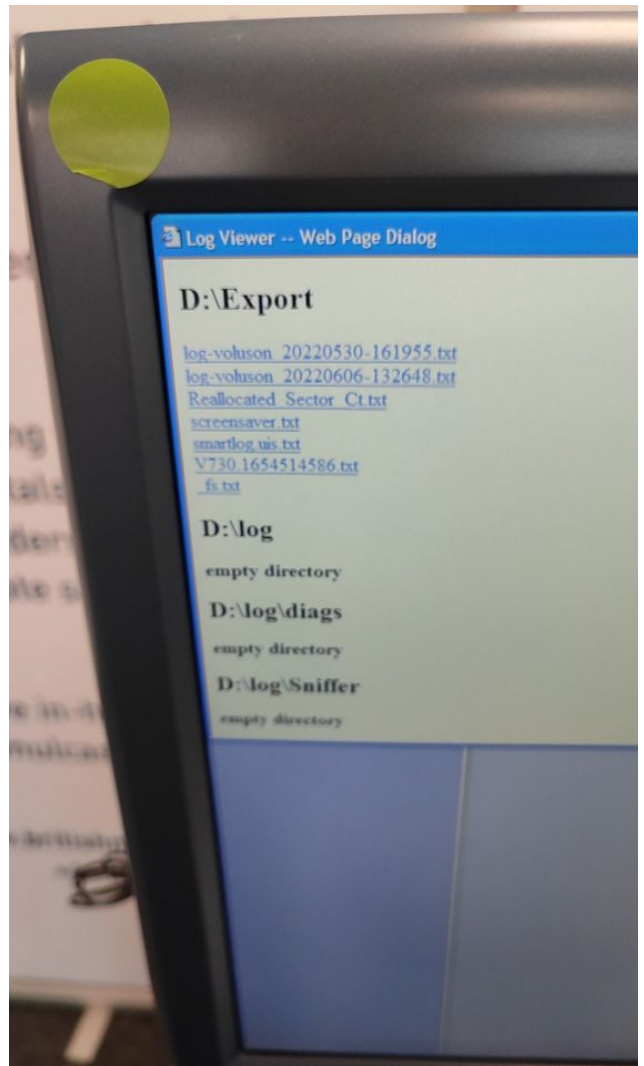 Log Viewer -- Web Page Dialog
D:\Export
log-voluson_20220530-161955.txt
log-voluson_20220606-132648.txt
Reallocated_Sector_Ct.txt
screensaver.txt
smartlog.uis.txt
V730.1654514586.txt
_fs.txt
D:\log
empty directory
D:\log\diags
empty directory
D:\log\Sniffer
empty directory